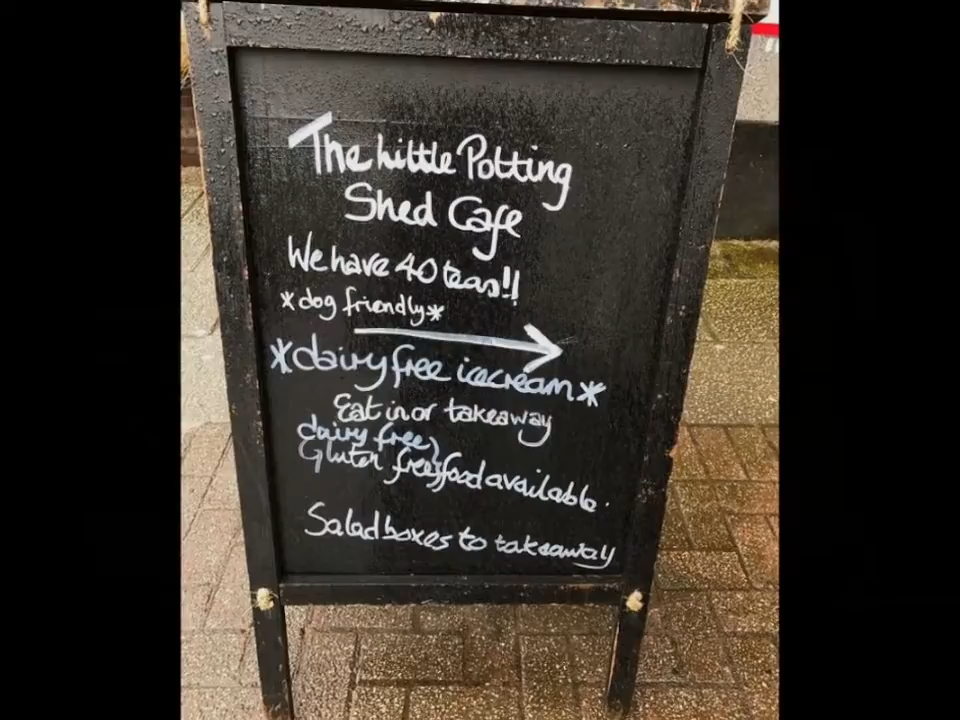 The Little Potting
Shed Cafe
We have 40 teas!!
*dog friendly*
*dairy free icecream*
Eat in or takeaway
dairy free)
Gluten free)food available.
Salad boxes to takeaway